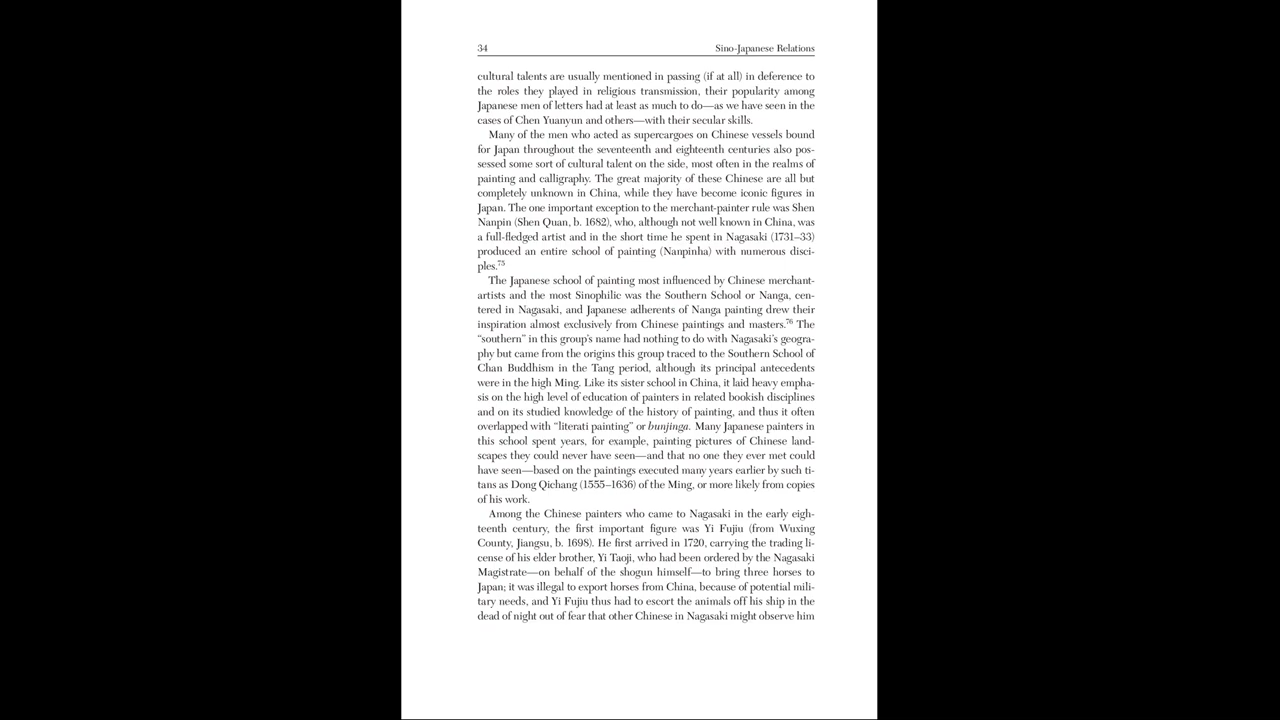 34 Sino-Japanese Relations
cultural talents are usually mentioned in passing (if at all) in deference to
the roles they played in religious transmission, their popularity among
Japanese men of letters had at least as much to do—as we have seen in the
cases of Chen Yuanyun and others—with their secular skills.
Many of the men who acted as supercargoes on Chinese vessels bound
for Japan throughout the seventeenth and eighteenth centuries also pos-
sessed some sort of cultural talent on the side, most often in the realms of
painting and calligraphy. The great majority of these Chinese are all but
completely unknown in China, while they have become iconic figures in
Japan. The one important exception to the merchant-painter rule was Shen
Nanpin (Shen Quan, b. 1682), who, although not well known in China, was
a full-fledged artist and in the short time he spent in Nagasaki (1731–33)
produced an entire school of painting (Nanpinha) with numerous disci-
ples.75
The Japanese school of painting most influenced by Chinese merchant-
artists and the most Sinophilic was the Southern School or Nanga, cen-
tered in Nagasaki, and Japanese adherents of Nanga painting drew their
inspiration almost exclusively from Chinese paintings and masters.76 The
“southern” in this group’s name had nothing to do with Nagasaki’s geogra-
phy but came from the origins this group traced to the Southern School of
Chan Buddhism in the Tang period, although its principal antecedents
were in the high Ming. Like its sister school in China, it laid heavy empha-
sis on the high level of education of painters in related bookish disciplines
and on its studied knowledge of the history of painting, and thus it often
overlapped with “literati painting” or bunjinga. Many Japanese painters in
this school spent years, for example, painting pictures of Chinese land-
scapes they could never have seen—and that no one they ever met could
have seen—based on the paintings executed many years earlier by such ti-
tans as Dong Qichang (1555–1636) of the Ming, or more likely from copies
of his work.
Among the Chinese painters who came to Nagasaki in the early eigh-
teenth century, the first important figure was Yi Fujiu (from Wuxing
County, Jiangsu, b. 1698). He first arrived in 1720, carrying the trading li-
cense of his elder brother, Yi Taoji, who had been ordered by the Nagasaki
Magistrate—on behalf of the shogun himself—to bring three horses to
Japan; it was illegal to export horses from China, because of potential mili-
tary needs, and Yi Fujiu thus had to escort the animals off his ship in the
dead of night out of fear that other Chinese in Nagasaki might observe him